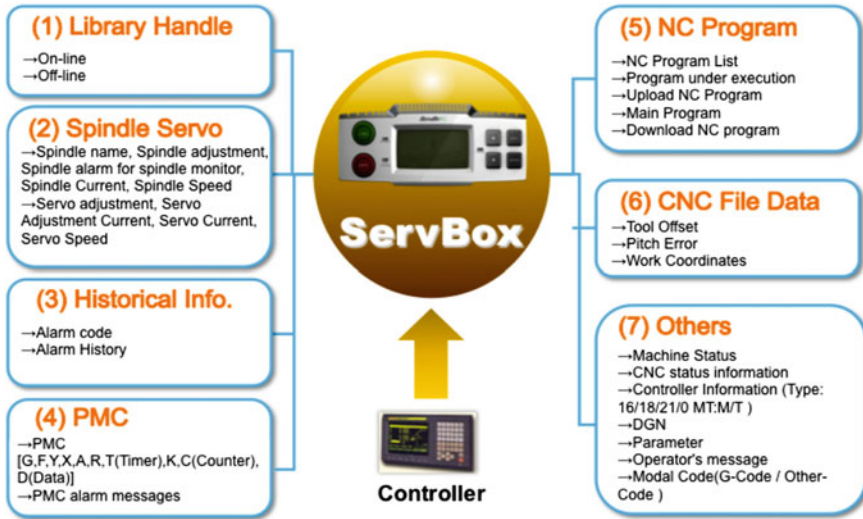 (1) Library Handle
→On-line
→Off-line
(2) Spindle Servo
→Spindle name, Spindle adjustment,
Spindle alarm for spindle monitor,
Spindle Current, Spindle Speed
→Servo adjustment, Servo
Adjustment Current, Servo Current,
Servo Speed
(3) Historical Info.
→Alarm code
→Alarm History
(4) PMC
→PMC
[G,F,Y,X,A,R,T(Timer),K,C(Counter),
D(Data)]
→PMC alarm messages
ServBox
Controller
(5) NC Program
→NC Program List
→Program under execution
→Upload NC Program
→Main Program
→Download NC program
(6) CNC File Data
→Tool Offset
→Pitch Error
→Work Coordinates
(7) Others
→Machine Status
→CNC status information
→Controller Information (Type:
16/18/21/0 MT:M/T )
→DGN
→Parameter
→Operator's message
→Modal Code(G-Code / Other-
Code )